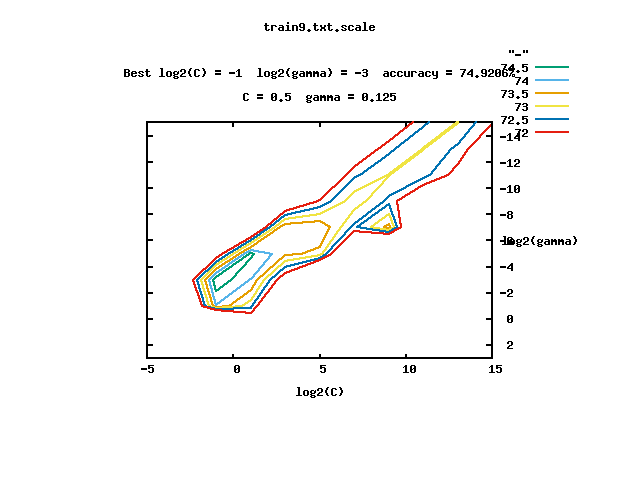 train9.txt.scale
"-"
Best log2(C) = -1 log2(gamma) = -3 accuracy = 74.9206%
C = 0.5 gamma = 0.125
74.5
74
73.5
73
72.5
72
-14
-12
-10
-8
-6
log2(gamma)
-4
-2
0
2
-5 0 5 10 15
log2(C)